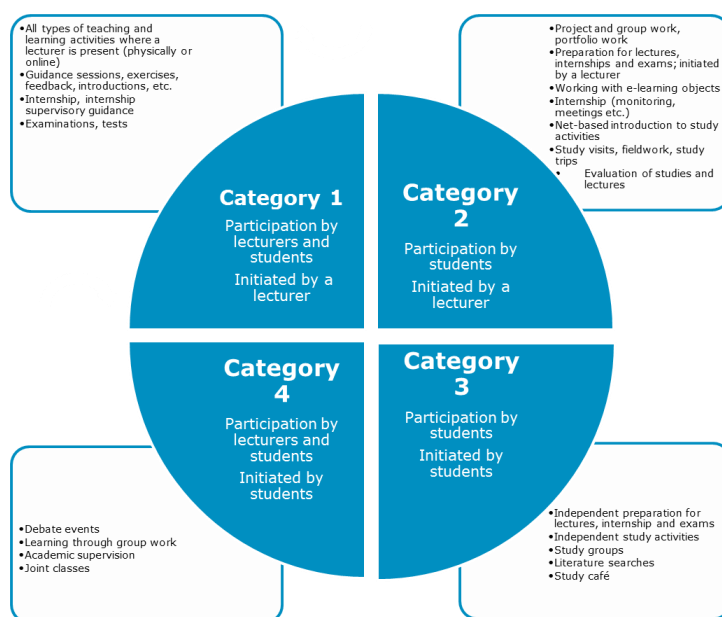 •All types of teaching and
learning activities where a
lecturer is present (physically or
online)
•Guidance sessions, exercises,
feedback, introductions, etc.
•Internship, internship
supervisory guidance
•Examinations, tests
•Project and group work,
portfolio work
•Preparation for lectures,
internships and exams; initiated
by a lecturer
•Working with e-learning objects
•Internship (monitoring,
meetings etc.)
•Net-based introduction to study
activities
•Study visits, fieldwork, study
trips
• Evaluation of studies and
lectures
Category 1
Participation by
lecturers and
students
Initiated by a
lecturer
Category
2
Participation by
students
Initiated by a
lecturer
Category
4
Participation by
lecturers and
students
Initiated by
students
Category
3
Participation by
students
Initiated by
students
•Debate events
•Learning through group work
•Academic supervision
•Joint classes
•Independent preparation for
lectures, internship and exams
•Independent study activities
•Study groups
•Literature searches
•Study café